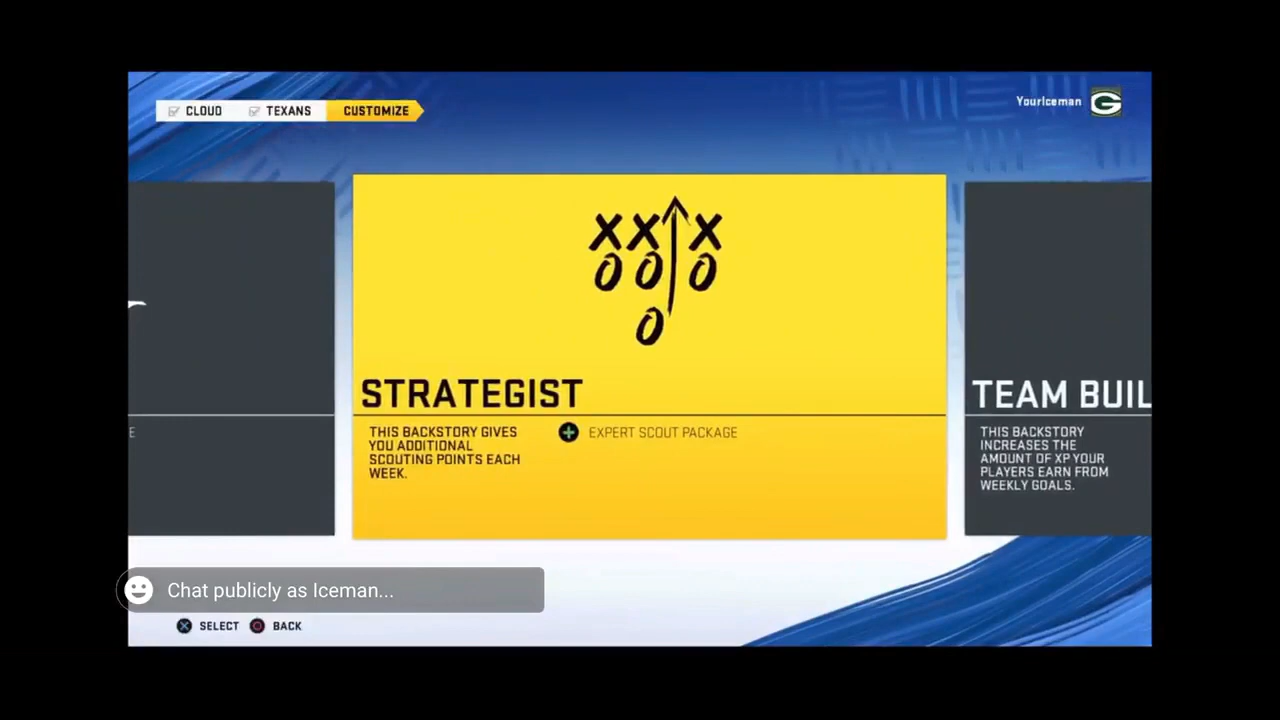 CLOUD
TEXANS
CUSTOMIZE
YourIceman
G
X X X
O O O
O
STRATEGIST
THIS BACKSTORY GIVES
YOU ADDITIONAL
SCOUTING POINTS EACH
WEEK.
EXPERT SCOUT PACKAGE
E
TEAM BUIL
THIS BACKSTORY
INCREASES THE
AMOUNT OF XP YOUR
PLAYERS EARN FROM
WEEKLY GOALS.
Chat publicly as Iceman...
SELECT
BACK